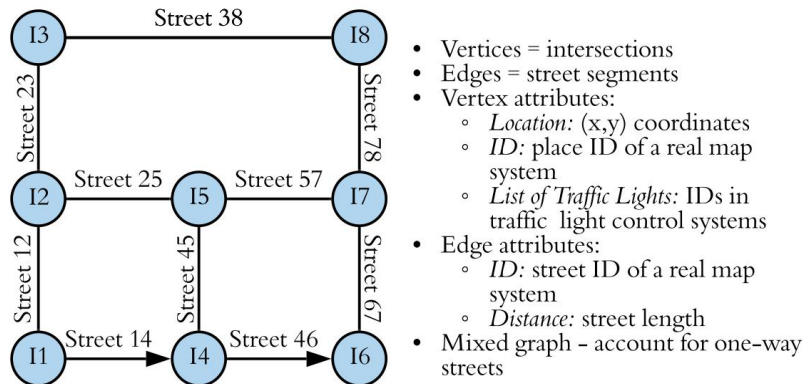 Street 38
I3
I8
Street 23
Street 78
Street 25
Street 57
I2
I5
I7
Street 12
Street 45
Street 67
Street 14
Street 46
I1
I4
I6
• Vertices = intersections
• Edges = street segments
• Vertex attributes:
◦ Location: (x,y) coordinates
◦ ID: place ID of a real map
system
◦ List of Traffic Lights: IDs in
traffic light control systems
• Edge attributes:
◦ ID: street ID of a real map
system
◦ Distance: street length
• Mixed graph - account for one-way
streets